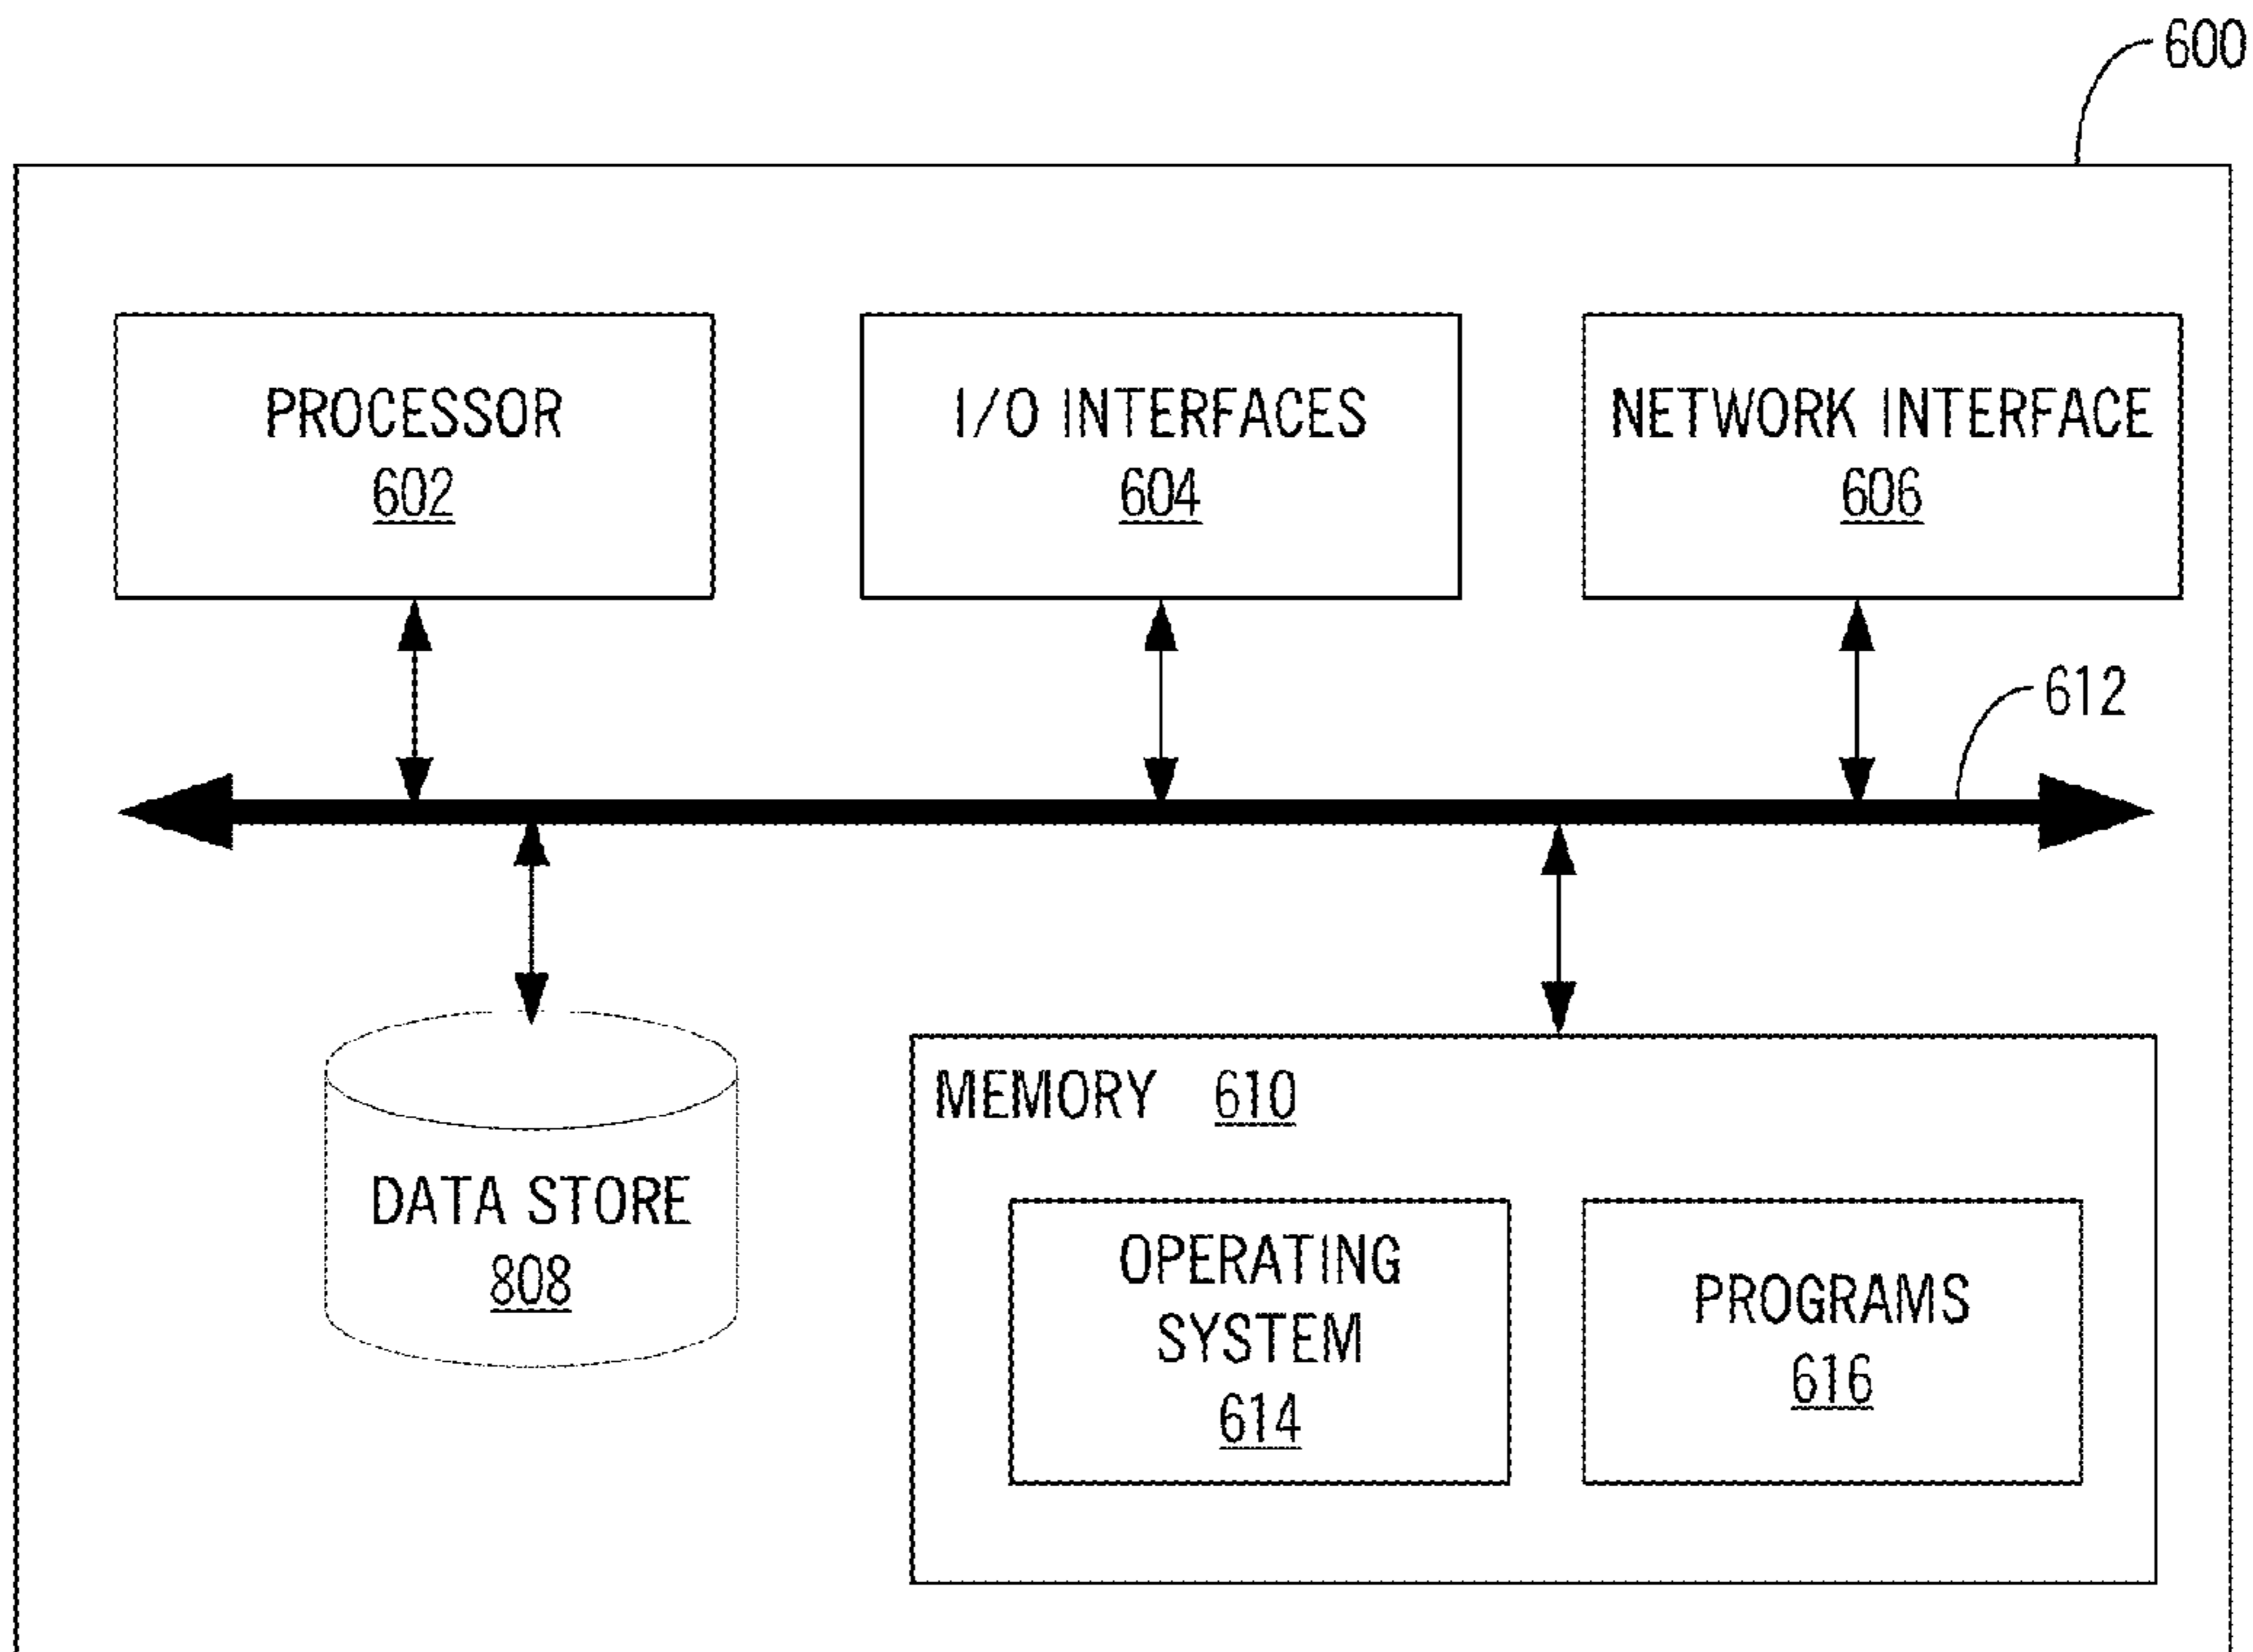 600
PROCESSOR
602
I/O INTERFACES
604
NETWORK INTERFACE
606
612
DATA STORE
808
MEMORY 610
OPERATING
SYSTEM
614
PROGRAMS
616